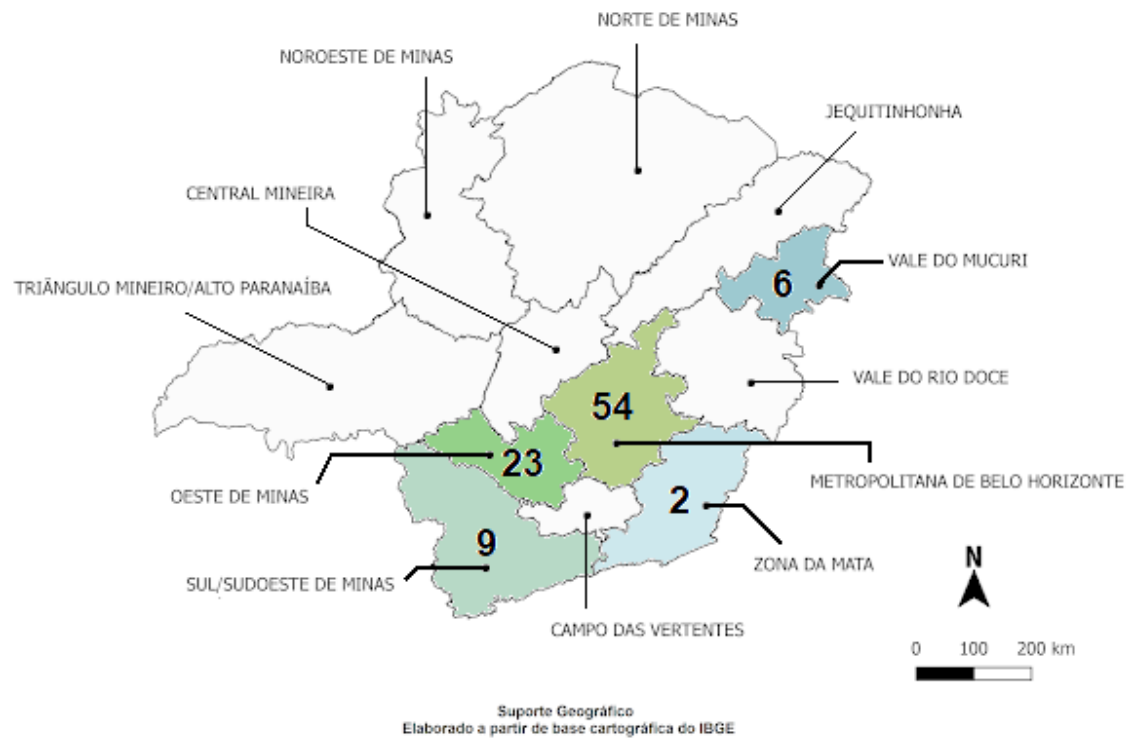 NORTE DE MINAS
NOROESTE DE MINAS
JEQUITINHONHA
CENTRAL MINEIRA
VALE DO MUCURI
6
TRIÂNGULO MINEIRO/ALTO PARANAÍBA
VALE DO RIO DOCE
54
23
METROPOLITANA DE BELO HORIZONTE
OESTE DE MINAS
2
9
ZONA DA MATA
N
SUL/SUDOESTE DE MINAS
CAMPO DAS VERTENTES
0 100 200 km
Suporte Geográfico
Elaborado a partir de base cartográfica do IBGE